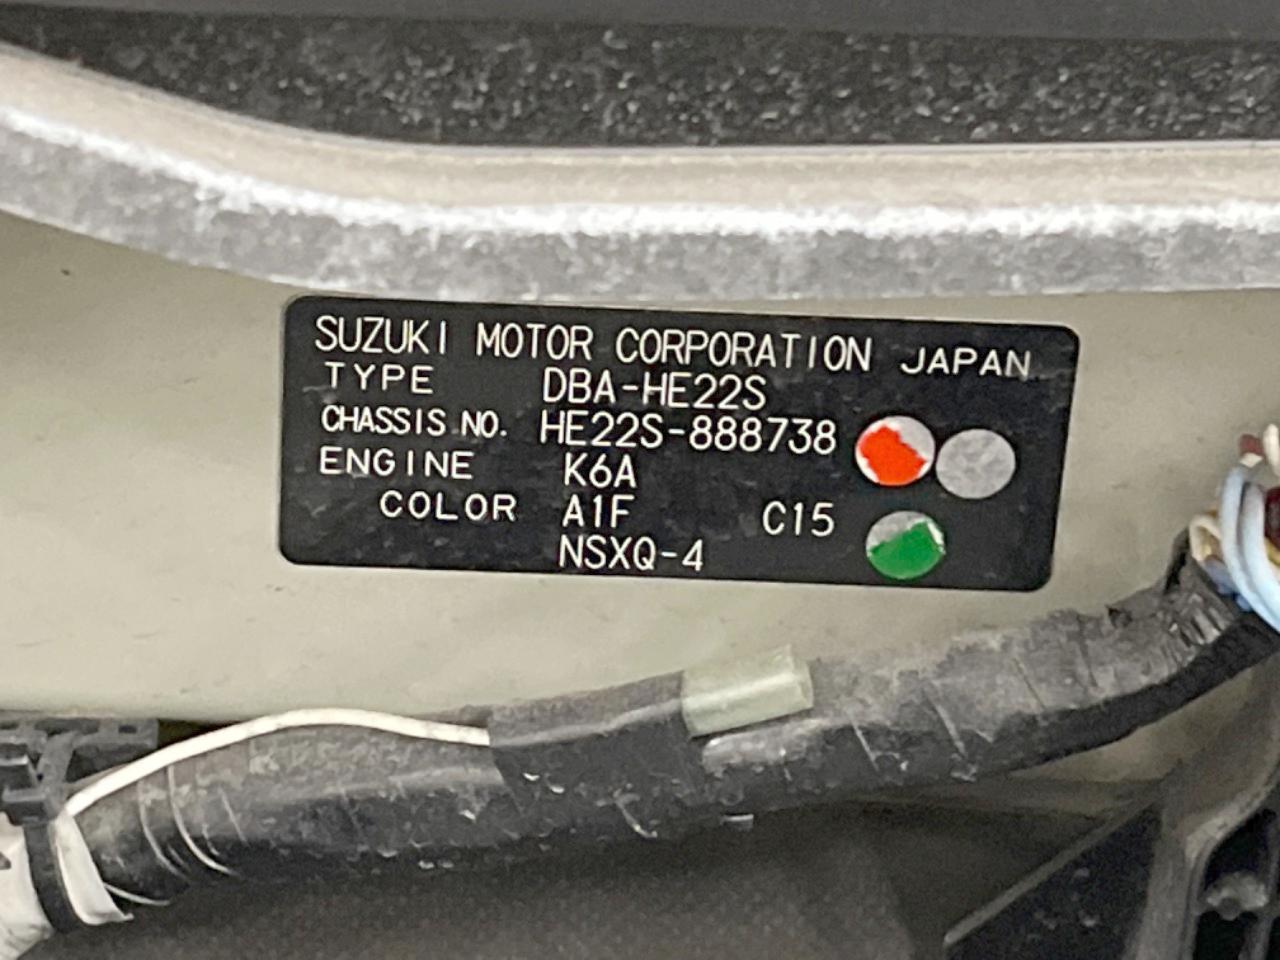 SUZUKI MOTOR CORPORATION JAPAN
TYPE DBA-HE22S
CHASSIS NO. HE22S-888738
ENGINE K6A
COLOR A1F C15
NSXQ-4